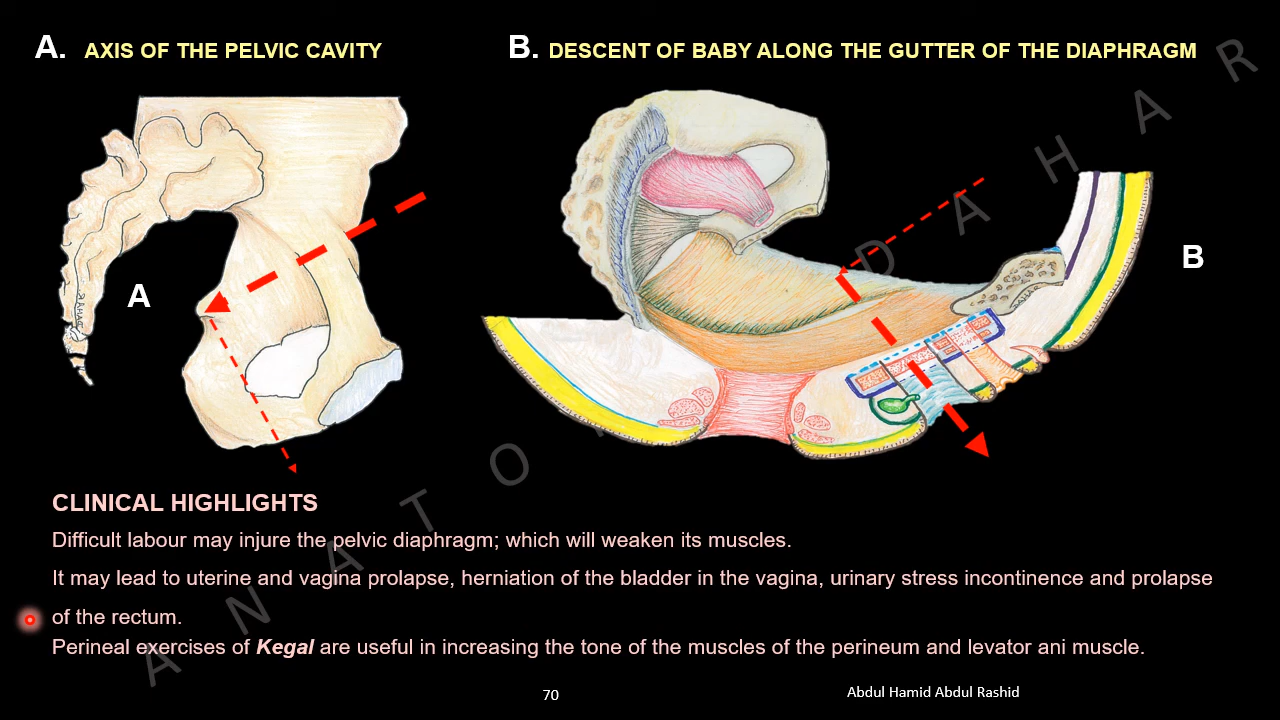 A. AXIS OF THE PELVIC CAVITY
B. DESCENT OF BABY ALONG THE GUTTER OF THE DIAPHRAGM
A
B
CLINICAL HIGHLIGHTS
Difficult labour may injure the pelvic diaphragm; which will weaken its muscles.
It may lead to uterine and vagina prolapse, herniation of the bladder in the vagina, urinary stress incontinence and prolapse
of the rectum.
Perineal exercises of Kegal are useful in increasing the tone of the muscles of the perineum and levator ani muscle.
70
Abdul Hamid Abdul Rashid